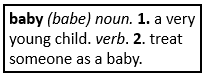 baby (babe) noun. 1. a very
young child. verb. 2. treat
someone as a baby.